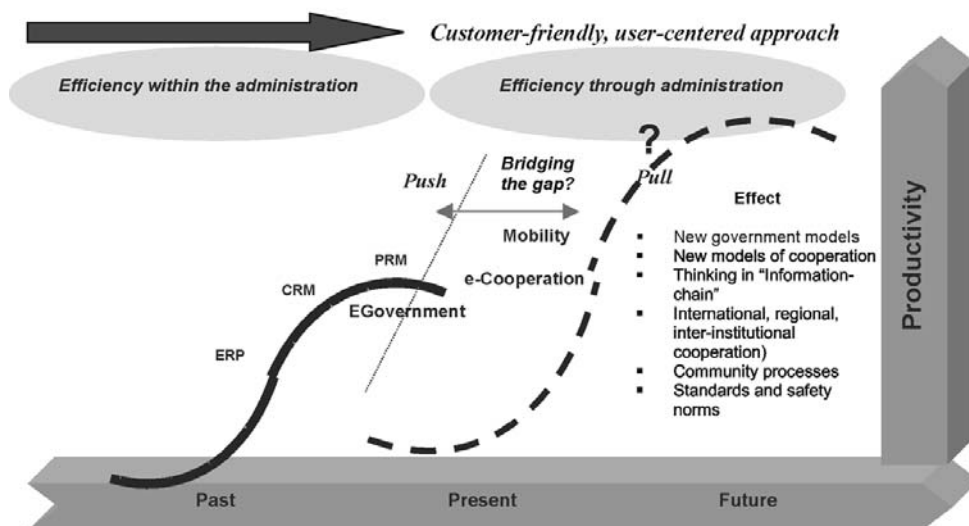 Customer-friendly, user-centered approach
Efficiency within the administration
Efficiency through administration
?
Push
Bridging
the gap?
Pull
Mobility
e-Cooperation
PRM
CRM
EGovernment
ERP
Effect
▪ New government models
▪ New models of cooperation
▪ Thinking in “Information-
chain”
▪ International, regional,
inter-institutional
cooperation)
▪ Community processes
▪ Standards and safety
norms
Productivity
Past
Present
Future